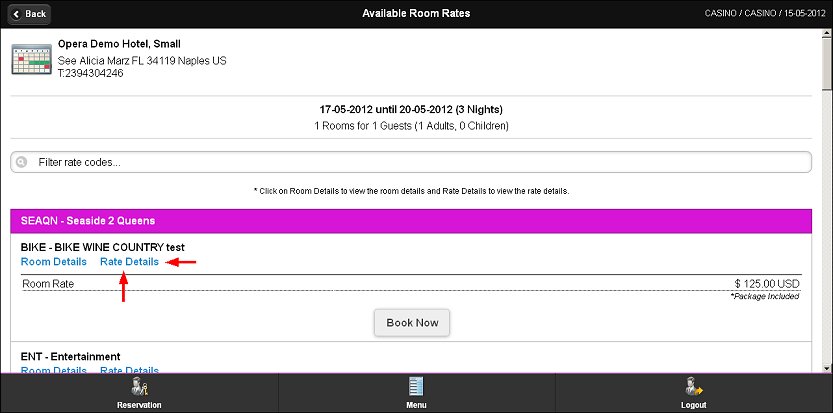 Back
Available Room Rates
CASINO / CASINO / 15-05-2012
Opera Demo Hotel, Small
See Alicia Marz FL 34119 Naples US
T:2394304246
17-05-2012 until 20-05-2012 (3 Nights)
1 Rooms for 1 Guests (1 Adults, 0 Children)
Filter rate codes...
* Click on Room Details to view the room details and Rate Details to view the rate details.
SEAQN - Seaside 2 Queens
BIKE - BIKE WINE COUNTRY test
Room Details Rate Details
Room Rate $ 125.00 USD
*Package Included
Book Now
ENT - Entertainment
Room Details Rate Details
Reservation Menu Logout